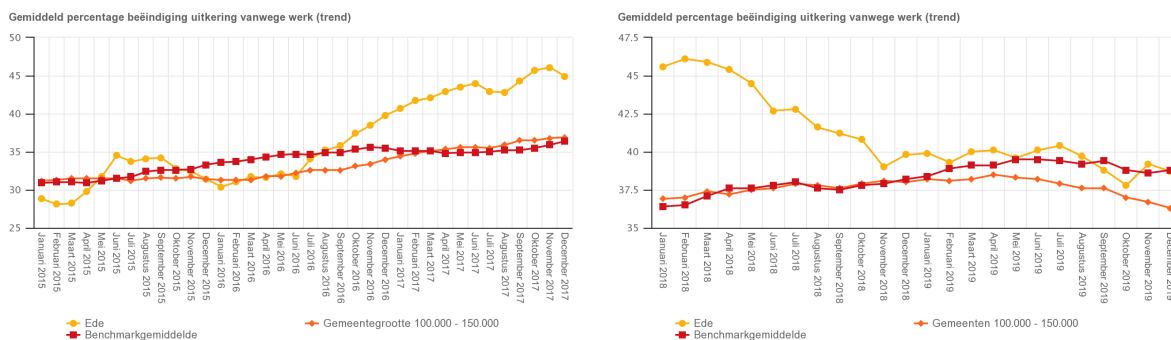 Gemiddeld percentage beëindiging uitkering vanwege werk (trend)
50
45
40
35
30
25
Januari 2015
Februari 2015
Maart 2015
April 2015
Mei 2015
Juni 2015
Juli 2015
Augustus 2015
September 2015
Oktober 2015
November 2015
December 2015
Januari 2016
Februari 2016
Maart 2016
April 2016
Mei 2016
Juni 2016
Juli 2016
Augustus 2016
September 2016
Oktober 2016
November 2016
December 2016
Januari 2017
Februari 2017
Maart 2017
April 2017
Mei 2017
Juni 2017
Juli 2017
Augustus 2017
September 2017
Oktober 2017
November 2017
December 2017
Ede
Gemeentegrootte 100.000 - 150.000
Benchmarkgemiddelde
Gemiddeld percentage beëindiging uitkering vanwege werk (trend)
47.5
45
42.5
40
37.5
35
Januari 2018
Februari 2018
Maart 2018
April 2018
Mei 2018
Juni 2018
Juli 2018
Augustus 2018
September 2018
Oktober 2018
November 2018
December 2018
Januari 2019
Februari 2019
Maart 2019
April 2019
Mei 2019
Juni 2019
Juli 2019
Augustus 2019
September 2019
Oktober 2019
November 2019
December 2019
Ede
Gemeenten 100.000 - 150.000
Benchmarkgemiddelde